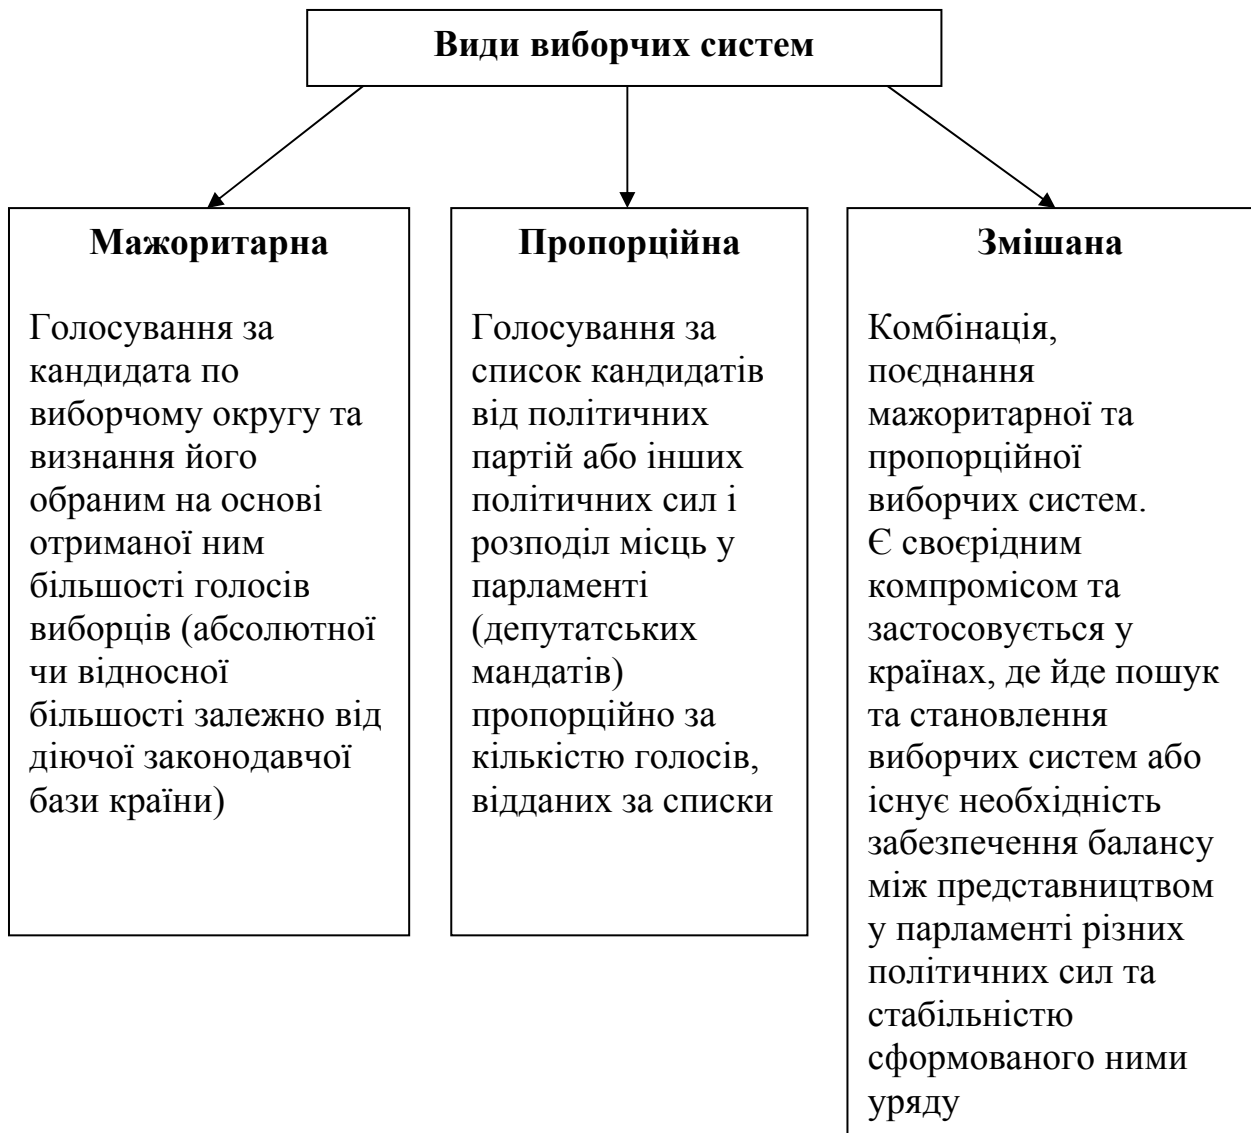 Види виборчих систем
Мажоритарна
Голосування за
кандидата по
виборчому округу та
визнання його
обраним на основі
отриманої ним
більшості голосів
виборців (абсолютної
чи відносної
більшості залежно від
діючої законодавчої
бази країни)
Пропорційна
Голосування за
список кандидатів
від політичних
партій або інших
політичних сил і
розподіл місць у
парламенті
(депутатських
мандатів)
пропорційно за
кількістю голосів,
відданих за списки
Змішана
Комбінація,
поєднання
мажоритарної та
пропорційної
виборчих систем.
Є своєрідним
компромісом та
застосовується у
країнах, де йде пошук
та становлення
виборчих систем або
існує необхідність
забезпечення балансу
між представництвом
у парламенті різних
політичних сил та
стабільністю
сформованого ними
уряду